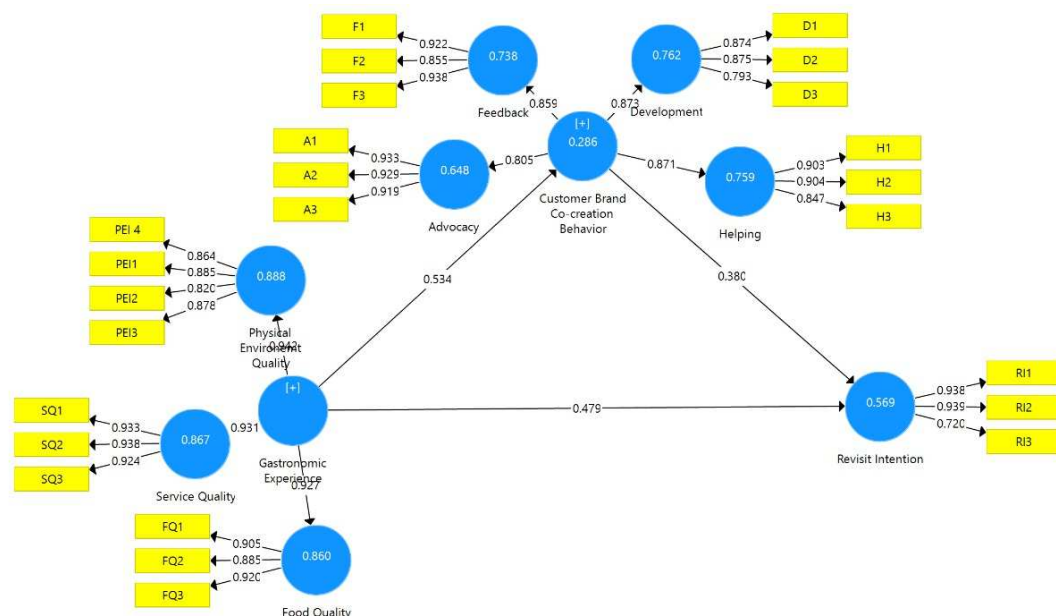 F1
0.922
F2
0.855
F3
0.938
0.738
Feedback
0.859
0.762
Development
0.873
0.874
D1
0.875
D2
0.793
D3
[+]
0.286
Customer Brand
Co-creation
Behavior
A1
0.933
A2
0.929
A3
0.919
0.648
Advocacy
0.805
0.871
0.759
Helping
0.903
H1
0.904
H2
0.847
H3
PEI 4
0.864
PEI1
0.885
PEI2
0.820
PEI3
0.878
0.888
Physical
Environemt
Quality
0.942
0.534
0.380
[+]
Gastronomic
Experience
0.479
0.569
Revisit Intention
0.938
RI1
0.939
RI2
0.720
RI3
SQ1
0.933
SQ2
0.938
SQ3
0.924
0.867
Service Quality
0.931
0.927
FQ1
0.905
FQ2
0.885
FQ3
0.920
0.860
Food Quality